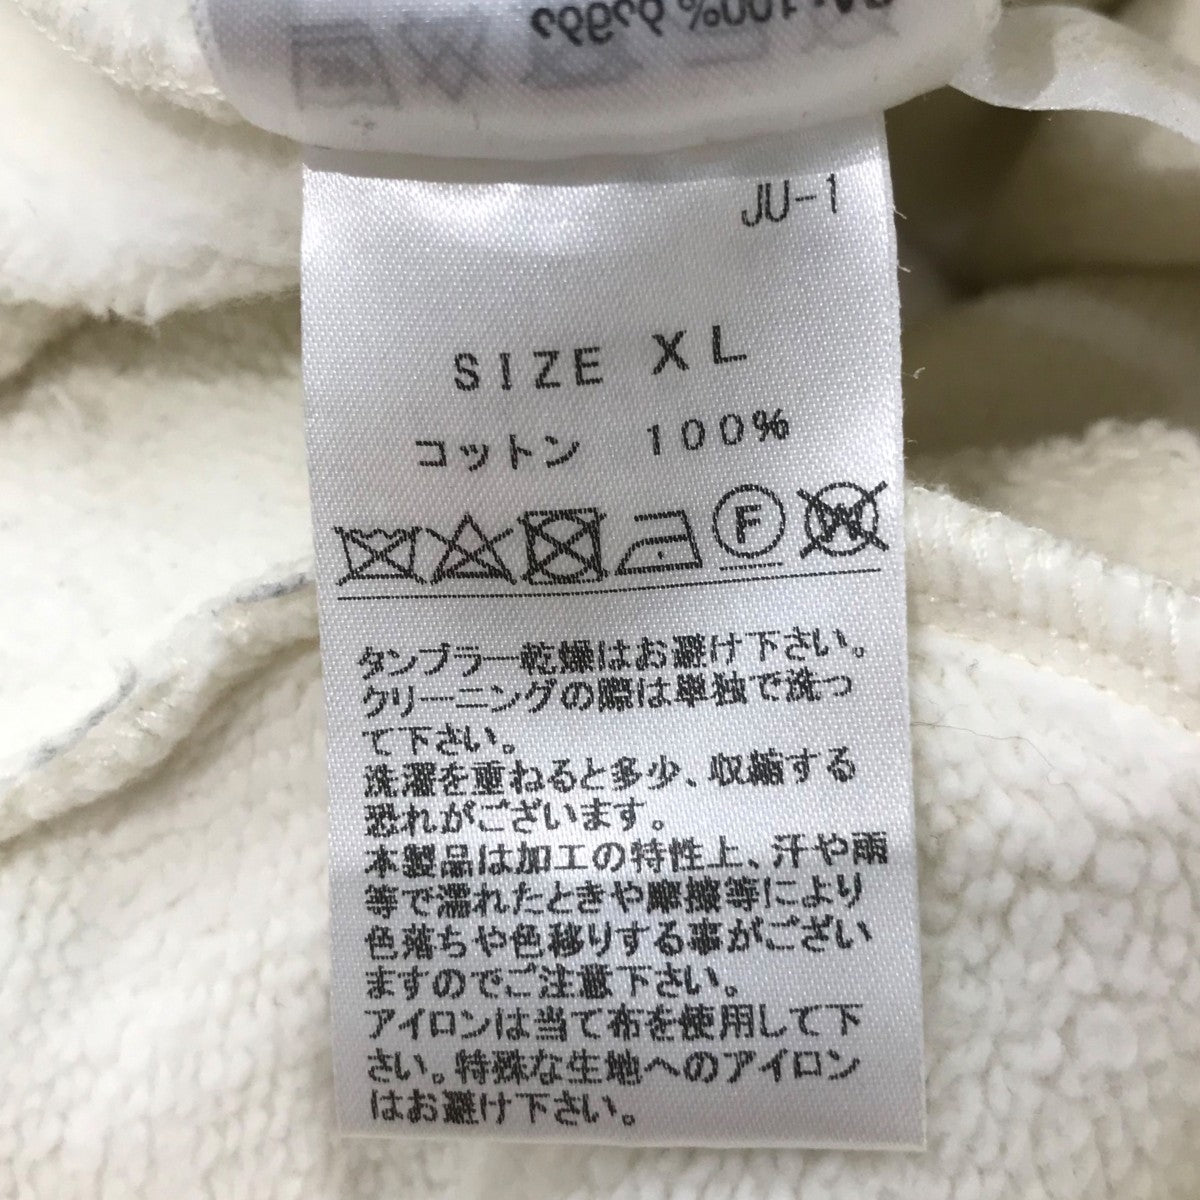 100%
JU-1
SIZE XL
コットン 100%
F
W
タンブラー乾燥はお避け下さい。
クリーニングの際は単独で洗っ
て下さい。
洗濯を重ねると多少、収縮する
恐れがございます。
本製品は加工の特性上、汗や雨
等で濡れたときや摩擦等により
色落ちや色移りする事がござい
ますのでご注意下さい。
アイロンは当て布を使用して下
さい。特殊な生地へのアイロン
はお避け下さい。